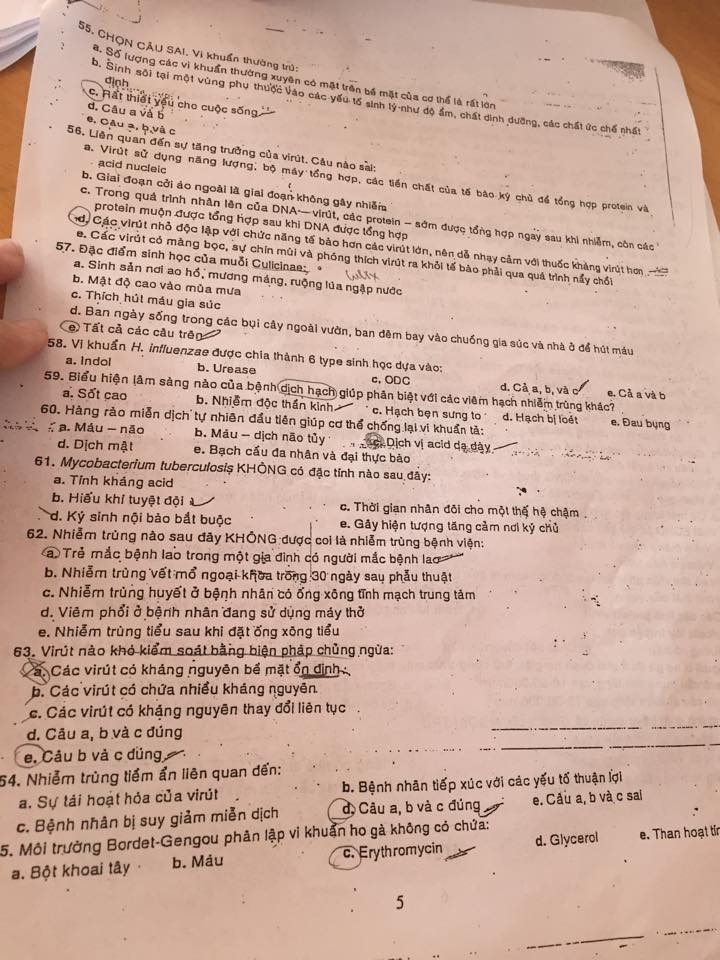 55. CHỌN CÂU SAI. Vi khuẩn thường trú:
a. Số lượng các vi khuẩn thường xuyên có mặt trên bề mặt của cơ thể là rất lớn
b. Sinh sôi tại một vùng phụ thuộc vào các yếu tố sinh lý như độ ẩm, chất dinh dưỡng, các chất ức chế nhất
định
c. Rất thiết yếu cho cuộc sống
d. Câu a và b
e. Câu a, b và c
56. Liên quan đến sự tăng trưởng của virút. Câu nào sai:
a. Virút sử dụng năng lượng, bộ máy tổng hợp, các tiền chất của tế bào ký chủ để tổng hợp protein và
acid nucleic
b. Giai đoạn cởi áo ngoài là giai đoạn không gây nhiễm
c. Trong quá trình nhân lên của DNA – virút, các protein – sớm được tổng hợp ngay sau khi nhiễm, còn các
protein muộn được tổng hợp sau khi DNA được tổng hợp
d. Các virút nhỏ độc lập với chức năng tế bào hơn các virút lớn, nên dễ nhạy cảm với thuốc kháng virút hơn
e. Các virút có màng bọc, sự chín mùi và phóng thích virút ra khỏi tế bào phải qua quá trình nẩy chồi
57. Đặc điểm sinh học của muỗi Culicinae:
a. Sinh sản nơi ao hồ, mương máng, ruộng lúa ngập nước
b. Mật độ cao vào mùa mưa
c. Thích hút máu gia súc
d. Ban ngày sống trong các bụi cây ngoài vườn, ban đêm bay vào chuồng gia súc và nhà ở để hút máu
e. Tất cả các câu trên
58. Vi khuẩn H. influenzae được chia thành 6 type sinh học dựa vào:
a. Indol b. Urease c. ODC d. Cả a, b, và c e. Cả a và b
59. Biểu hiện lâm sàng nào của bệnh dịch hạch giúp phân biệt với các viêm hạch nhiễm trùng khác?
a. Sốt cao b. Nhiễm độc thần kinh c. Hạch bẹn sưng to d. Hạch bị loét e. Đau bụng
60. Hàng rào miễn dịch tự nhiên đầu tiên giúp cơ thể chống lại vi khuẩn tả:
a. Máu – não b. Máu – dịch não tủy c. Dịch vị acid dạ dày
d. Dịch mật e. Bạch cầu đa nhân và đại thực bào
61. Mycobacterium tuberculosis KHÔNG có đặc tính nào sau đây:
a. Tính kháng acid
b. Hiếu khí tuyệt đội c. Thời gian nhân đôi cho một thế hệ chậm
d. Ký sinh nội bào bắt buộc e. Gây hiện tượng tăng cảm nơi ký chủ
62. Nhiễm trùng nào sau đây KHÔNG được coi là nhiễm trùng bệnh viện:
a. Trẻ mắc bệnh lao trong một gia đình có người mắc bệnh lao
b. Nhiễm trùng vết mổ ngoại khoa trong 30 ngày sau phẫu thuật
c. Nhiễm trùng huyết ở bệnh nhân có ống xông tĩnh mạch trung tâm
d. Viêm phổi ở bệnh nhân đang sử dụng máy thở
e. Nhiễm trùng tiểu sau khi đặt ống xông tiểu
63. Virút nào khó kiểm soát bằng biện pháp chủng ngừa:
a. Các virút có kháng nguyên bề mặt ổn định
b. Các virút có chứa nhiều kháng nguyên
c. Các virút có kháng nguyên thay đổi liên tục
d. Câu a, b và c đúng
e. Câu b và c đúng
64. Nhiễm trùng tiềm ẩn liên quan đến:
a. Sự tái hoạt hóa của virút b. Bệnh nhân tiếp xúc với các yếu tố thuận lợi
c. Bệnh nhân bị suy giảm miễn dịch d. Câu a, b và c đúng e. Câu a, b và c sai
5. Môi trường Bordet-Gengou phân lập vi khuẩn ho gà không có chứa:
a. Bột khoai tây b. Máu c. Erythromycin d. Glycerol e. Than hoạt tín
5